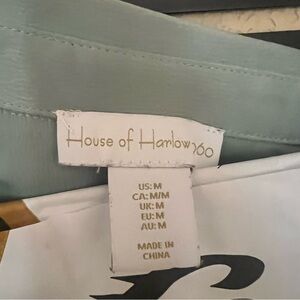 House of Harlow 1960
US: M
CA: M/M
UK: M
EU: M
AU: M
MADE IN
CHINA